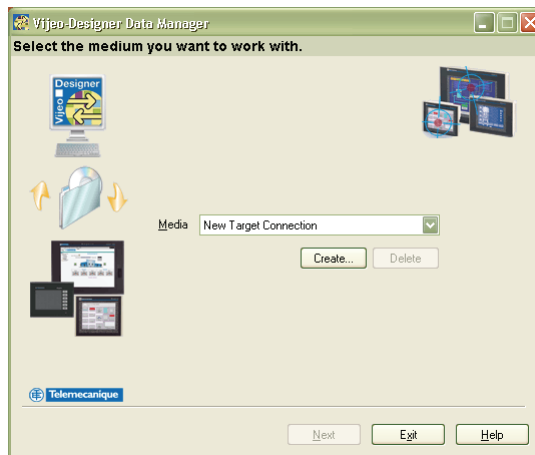 Vijeo-Designer Data Manager
Select the medium you want to work with.
Vijeo Designer
Media
New Target Connection
Create...
Delete
Telemecanique
Next
Exit
Help